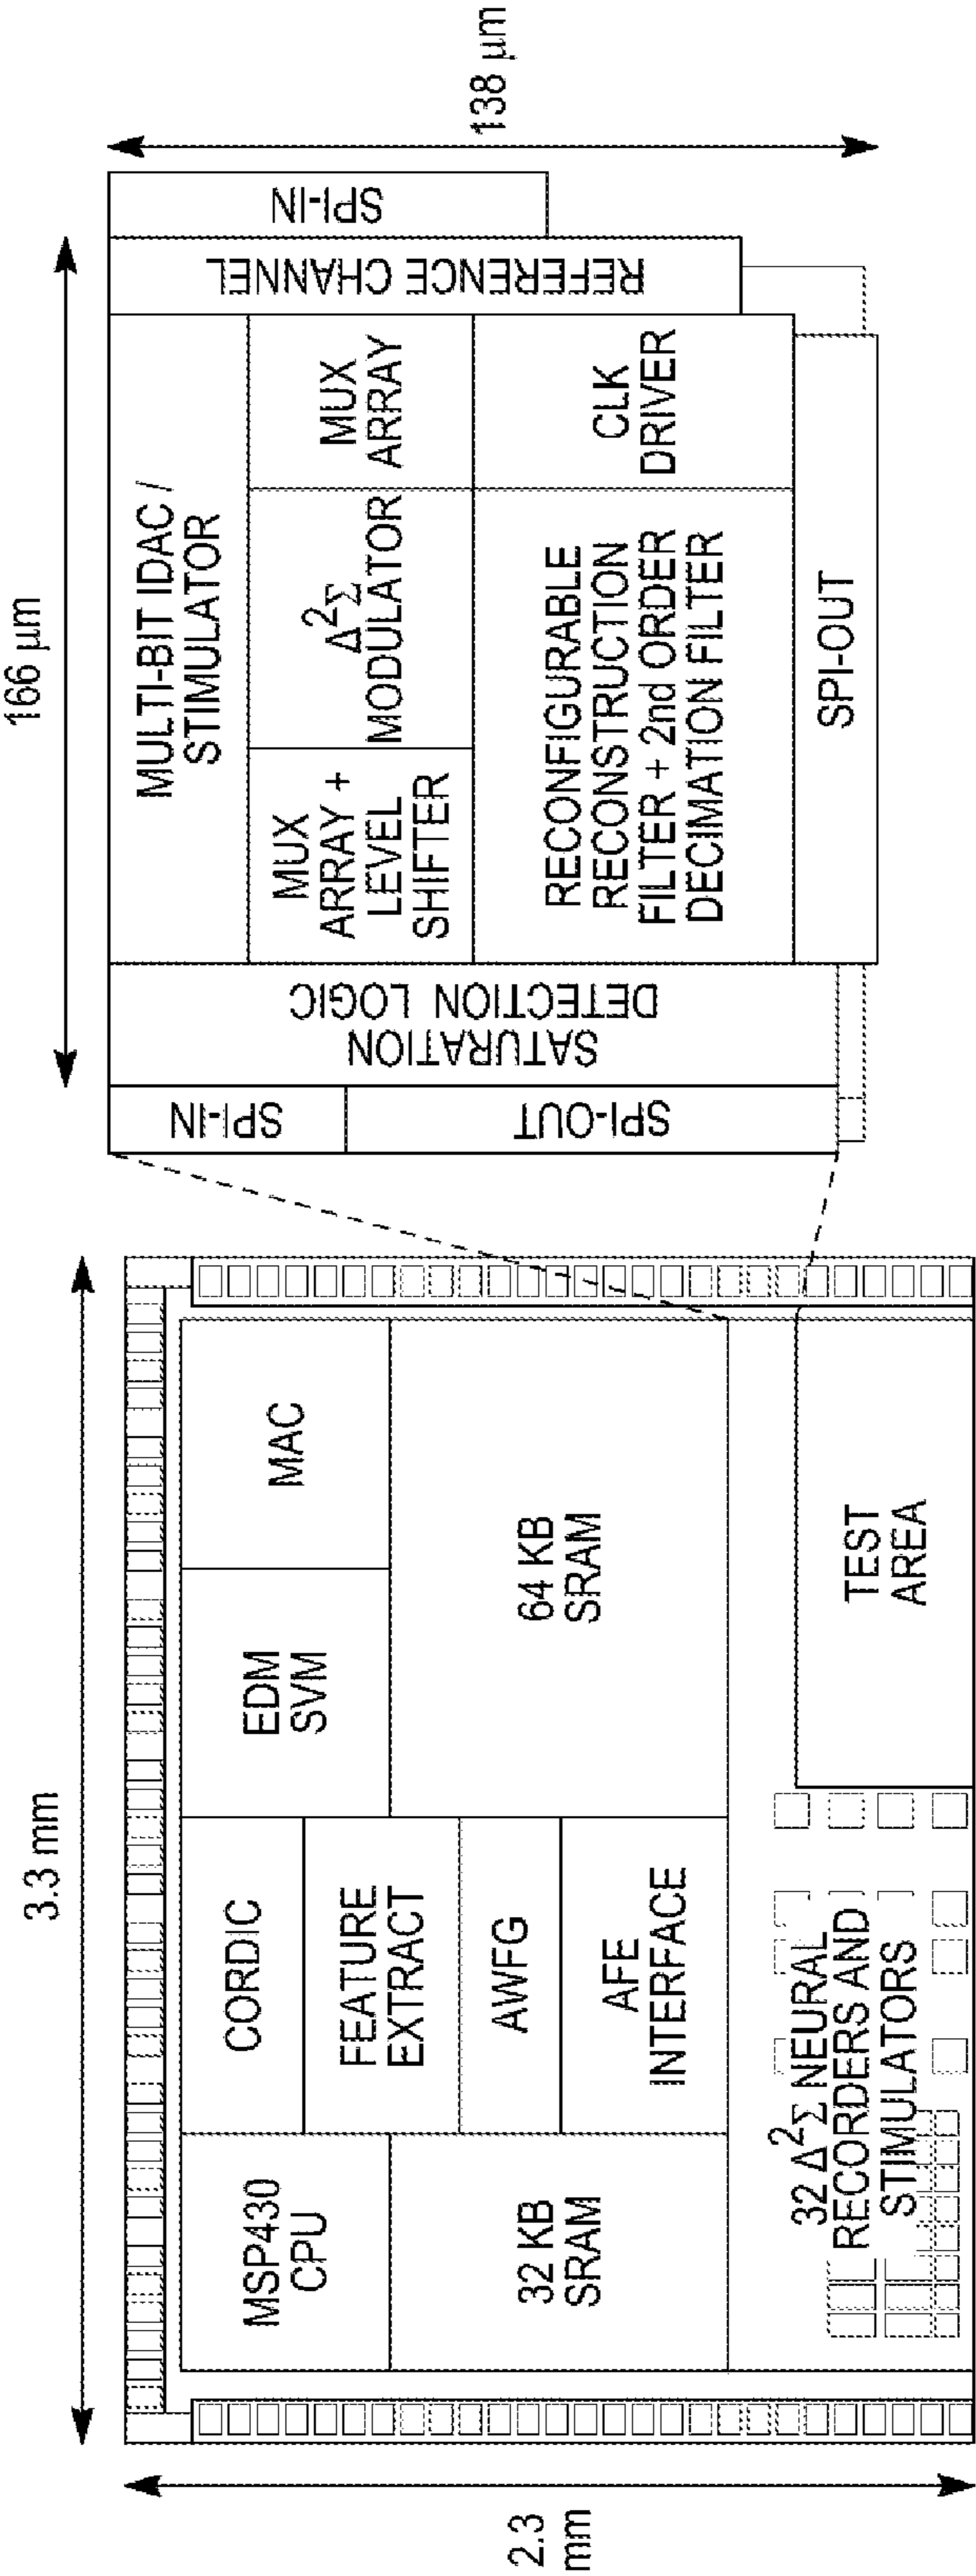 3.3 mm
2.3
mm
MSP430
CPU
CORDIC
EDM
SVM
MAC
FEATURE
EXTRACT
AWFG
AFE
INTERFACE
32 KB
SRAM
64 KB
SRAM
32 Δ²Σ NEURAL
RECORDERS AND
STIMULATORS
TEST
AREA
166 μm
138 μm
SPI-IN
SPI-OUT
SATURATION
DETECTION LOGIC
MULTI-BIT IDAC /
STIMULATOR
MUX
ARRAY +
LEVEL
SHIFTER
Δ²Σ
MODULATOR
MUX
ARRAY
RECONFIGURABLE
RECONSTRUCTION
FILTER + 2nd ORDER
DECIMATION FILTER
CLK
DRIVER
SPI-OUT
REFERENCE CHANNEL
SPI-IN